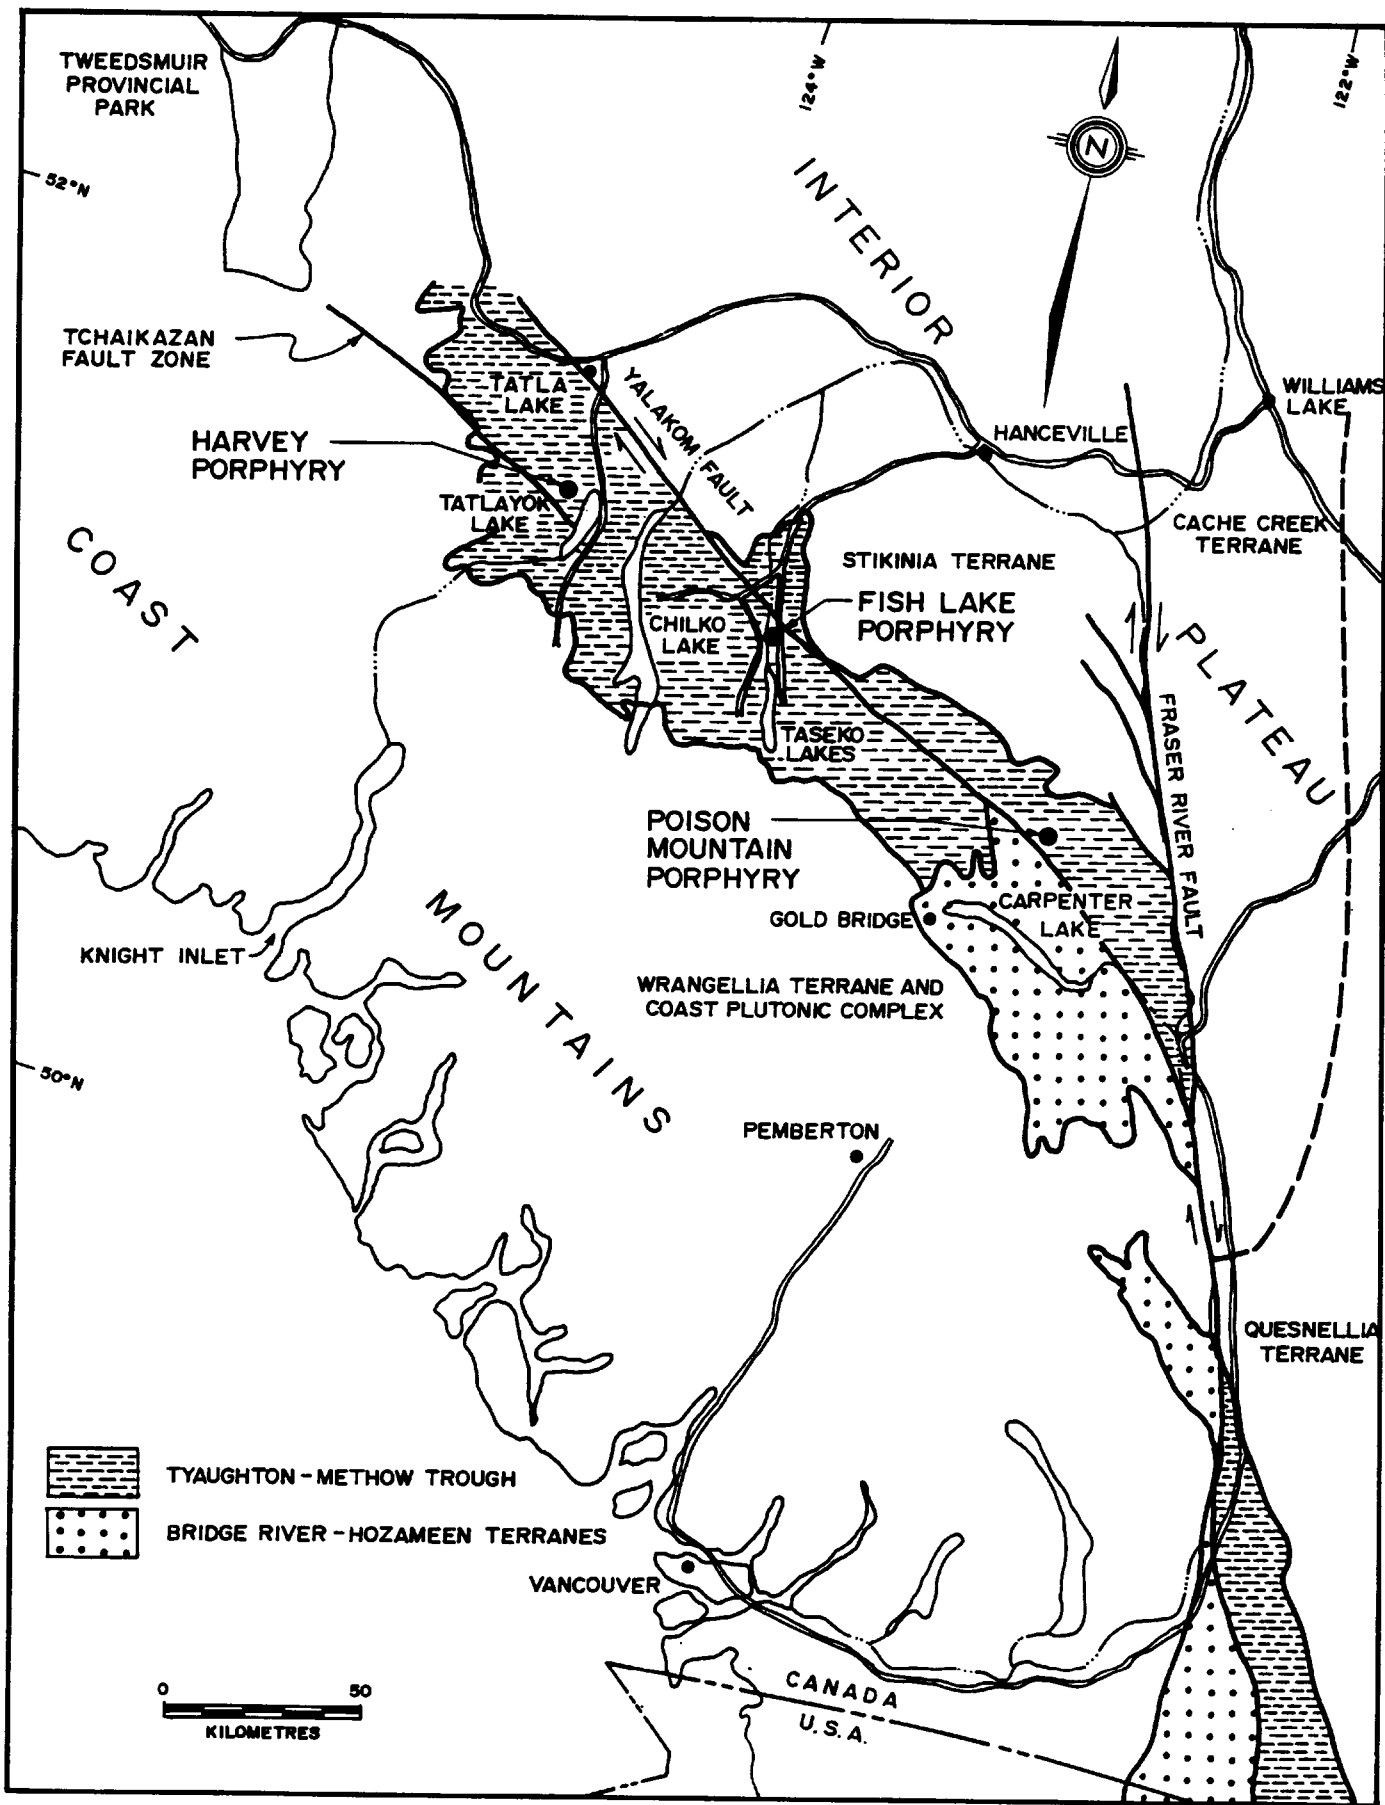 TWEEDSMUIR
PROVINCIAL
PARK
124°W
122°W
N
52°N
INTERIOR
TCHAIKAZAN
FAULT ZONE
TATLA
LAKE
YALAKOM FAULT
WILLIAMS
LAKE
HANCEVILLE
HARVEY
PORPHYRY
TATLAYOK
LAKE
CACHE CREEK
TERRANE
COAST
STIKINIA TERRANE
FISH LAKE
PORPHYRY
CHILKO
LAKE
PLATEAU
FRASER RIVER FAULT
TASEKO
LAKES
POISON
MOUNTAIN
PORPHYRY
CARPENTER
LAKE
GOLD BRIDGE
MOUNTAINS
KNIGHT INLET
WRANGELLIA TERRANE AND
COAST PLUTONIC COMPLEX
50°N
PEMBERTON
QUESNELLIA
TERRANE
TYAUGHTON - METHOW TROUGH
BRIDGE RIVER - HOZAMEEN TERRANES
VANCOUVER
0 50
KILOMETRES
CANADA
U.S.A.